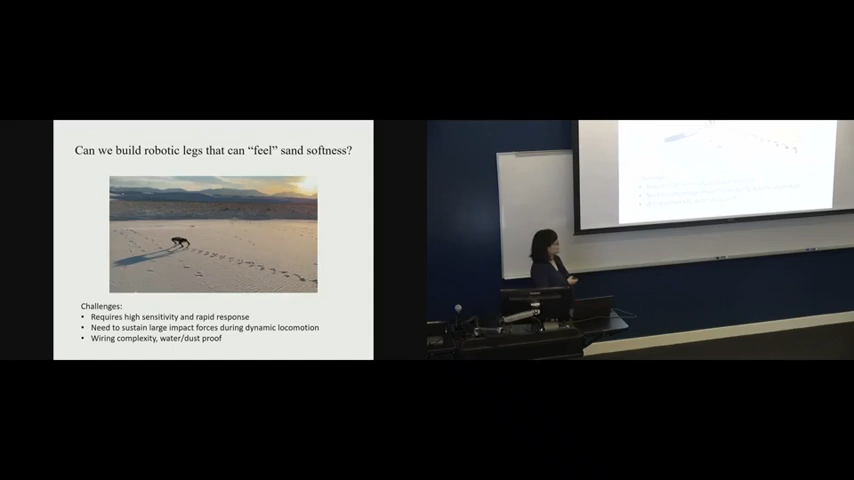 Can we build robotic legs that can “feel” sand softness?
Challenges:
• Requires high sensitivity and rapid response
• Need to sustain large impact forces during dynamic locomotion
• Wiring complexity, water/dust proof